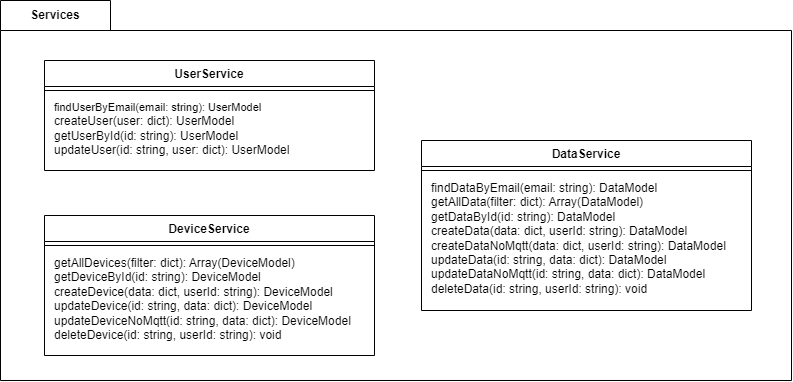 Services
UserService
findUserByEmail(email: string): UserModel
createUser(user: dict): UserModel
getUserById(id: string): UserModel
updateUser(id: string, user: dict): UserModel
DeviceService
getAllDevices(filter: dict): Array(DeviceModel)
getDeviceById(id: string): DeviceModel
createDevice(data: dict, userId: string): DeviceModel
updateDevice(id: string, data: dict): DeviceModel
updateDeviceNoMqtt(id: string, data: dict): DeviceModel
deleteDevice(id: string, userId: string): void
DataService
findDataByEmail(email: string): DataModel
getAllData(filter: dict): Array(DataModel)
getDataById(id: string): DataModel
createData(data: dict, userId: string): DataModel
createDataNoMqtt(data: dict, userId: string): DataModel
updateData(id: string, data: dict): DataModel
updateDataNoMqtt(id: string, data: dict): DataModel
deleteData(id: string, userId: string): void